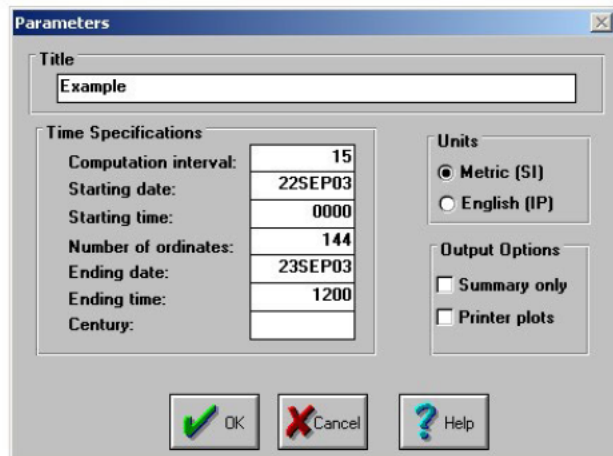 Parameters
Title
Example
Time Specifications
Computation interval: 15
Starting date: 22SEP03
Starting time: 0000
Number of ordinates: 144
Ending date: 23SEP03
Ending time: 1200
Century:
Units
Metric (SI)
English (IP)
Output Options
Summary only
Printer plots
OK
Cancel
Help